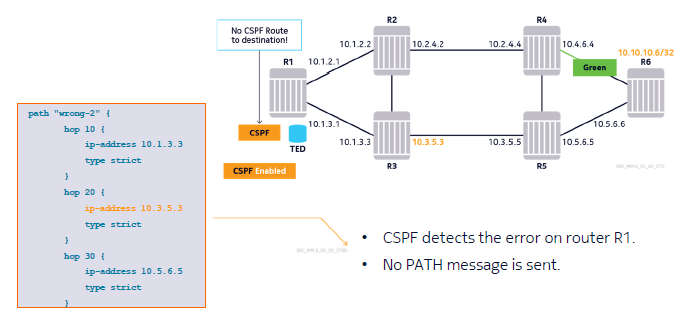 No CSPF Route
to destination!
R2
R4
10.1.2.2
10.2.4.2
10.2.4.4
10.4.6.4
10.10.10.6/32
Green
R6
R1
10.1.2.1
path "wrong-2" {
hop 10 {
ip-address 10.1.3.3
type strict
}
hop 20 {
ip-address 10.3.5.3
type strict
}
hop 30 {
ip-address 10.5.6.5
type strict
}
CSPF
TED
CSPF Enabled
10.1.3.1
10.1.3.3
10.3.5.3
10.3.5.5
10.5.6.5
10.5.6.6
R3
R5
• CSPF detects the error on router R1.
• No PATH message is sent.